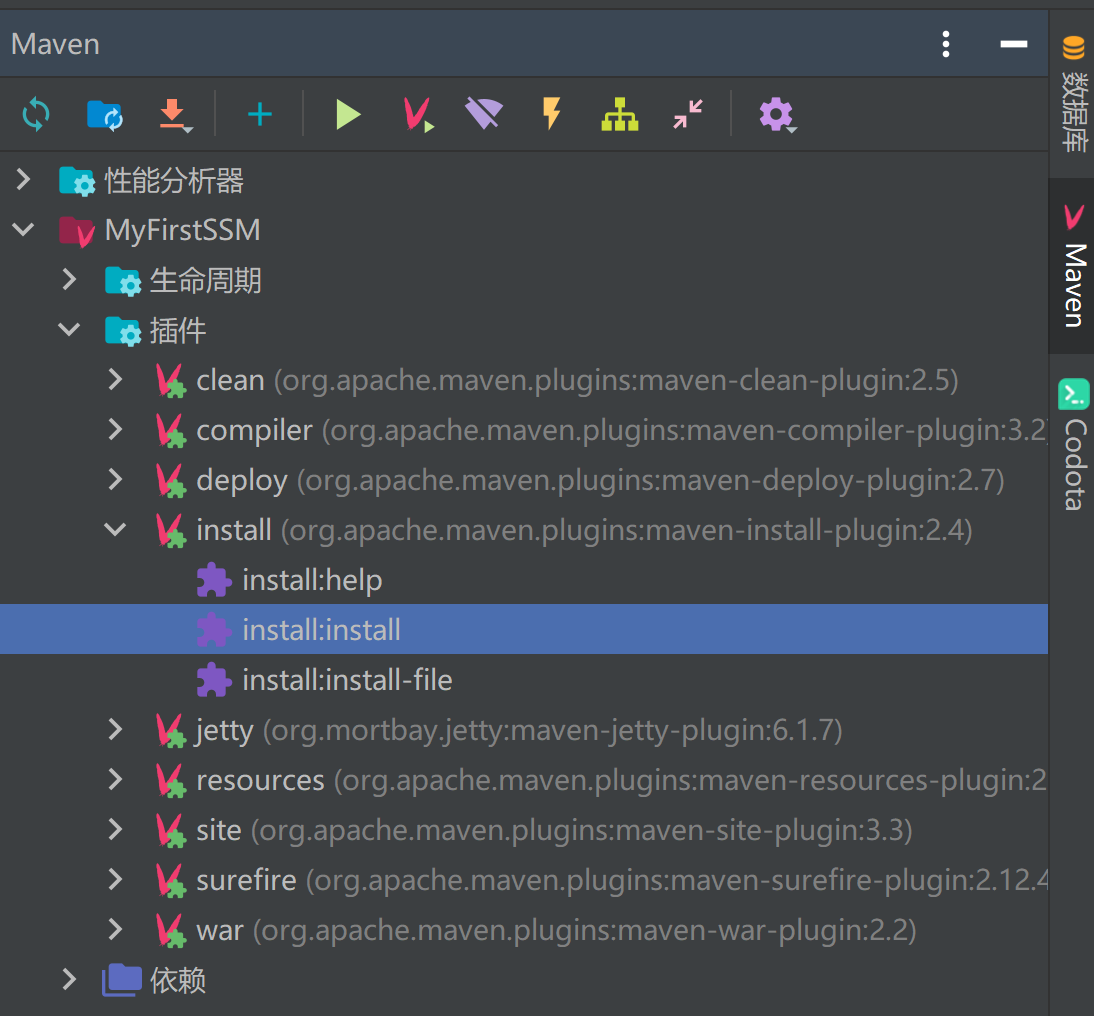 Maven
性能分析器
MyFirstSSM
生命周期
插件
clean (org.apache.maven.plugins:maven-clean-plugin:2.5)
compiler (org.apache.maven.plugins:maven-compiler-plugin:3.2)
deploy (org.apache.maven.plugins:maven-deploy-plugin:2.7)
install (org.apache.maven.plugins:maven-install-plugin:2.4)
install:help
install:install
install:install-file
jetty (org.mortbay.jetty:maven-jetty-plugin:6.1.7)
resources (org.apache.maven.plugins:maven-resources-plugin:2
site (org.apache.maven.plugins:maven-site-plugin:3.3)
surefire (org.apache.maven.plugins:maven-surefire-plugin:2.12.4
war (org.apache.maven.plugins:maven-war-plugin:2.2)
依赖
数据库
Maven
Codota